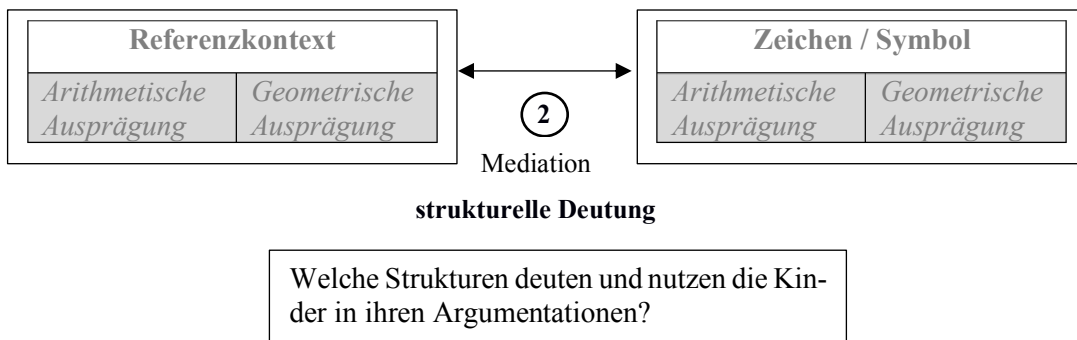 Referenzkontext
Arithmetische Ausprägung
Geometrische Ausprägung
2
Mediation
strukturelle Deutung
Zeichen / Symbol
Arithmetische Ausprägung
Geometrische Ausprägung
Welche Strukturen deuten und nutzen die Kin-
der in ihren Argumentationen?